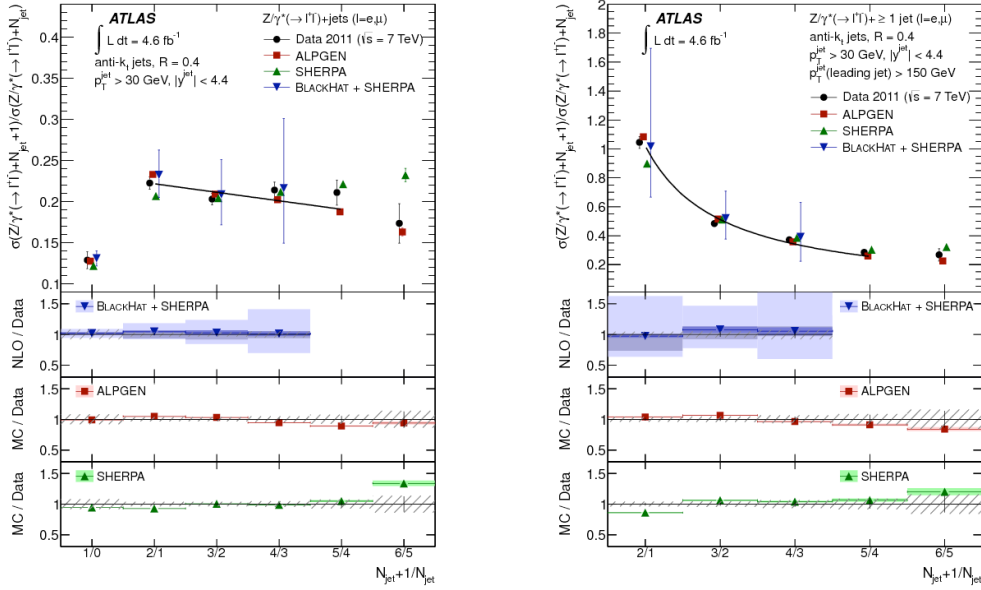 ATLAS
∫ L dt = 4.6 fb⁻¹
anti-kₜ jets, R = 0.4
p_T^jet > 30 GeV, |y^jet| < 4.4
Z/γ*(→ l⁺l⁻)+jets (l=e,μ)
Data 2011 (√s = 7 TeV)
ALPGEN
SHERPA
BLACKHAT + SHERPA
σ(Z/γ*(→ l⁺l⁻)+N_jet+1)/σ(Z/γ*(→ l⁺l⁻)+N_jet)
0.4
0.35
0.3
0.25
0.2
0.15
0.1
NLO / Data
1.5
1
0.5
BLACKHAT + SHERPA
MC / Data
1.5
1
0.5
ALPGEN
MC / Data
1.5
1
0.5
SHERPA
1/0 2/1 3/2 4/3 5/4 6/5
N_jet+1/N_jet
ATLAS
∫ L dt = 4.6 fb⁻¹
Z/γ*(→ l⁺l⁻)+ ≥ 1 jet (l=e,μ)
anti-kₜ jets, R = 0.4
p_T^jet > 30 GeV, |y^jet| < 4.4
p_T^jet (leading jet) > 150 GeV
Data 2011 (√s = 7 TeV)
ALPGEN
SHERPA
BLACKHAT + SHERPA
σ(Z/γ*(→ l⁺l⁻)+N_jet+1)/σ(Z/γ*(→ l⁺l⁻)+N_jet)
2
1.8
1.6
1.4
1.2
1
0.8
0.6
0.4
0.2
NLO / Data
1.5
1
0.5
BLACKHAT + SHERPA
MC / Data
1.5
1
0.5
ALPGEN
MC / Data
1.5
1
0.5
SHERPA
2/1 3/2 4/3 5/4 6/5
N_jet+1/N_jet